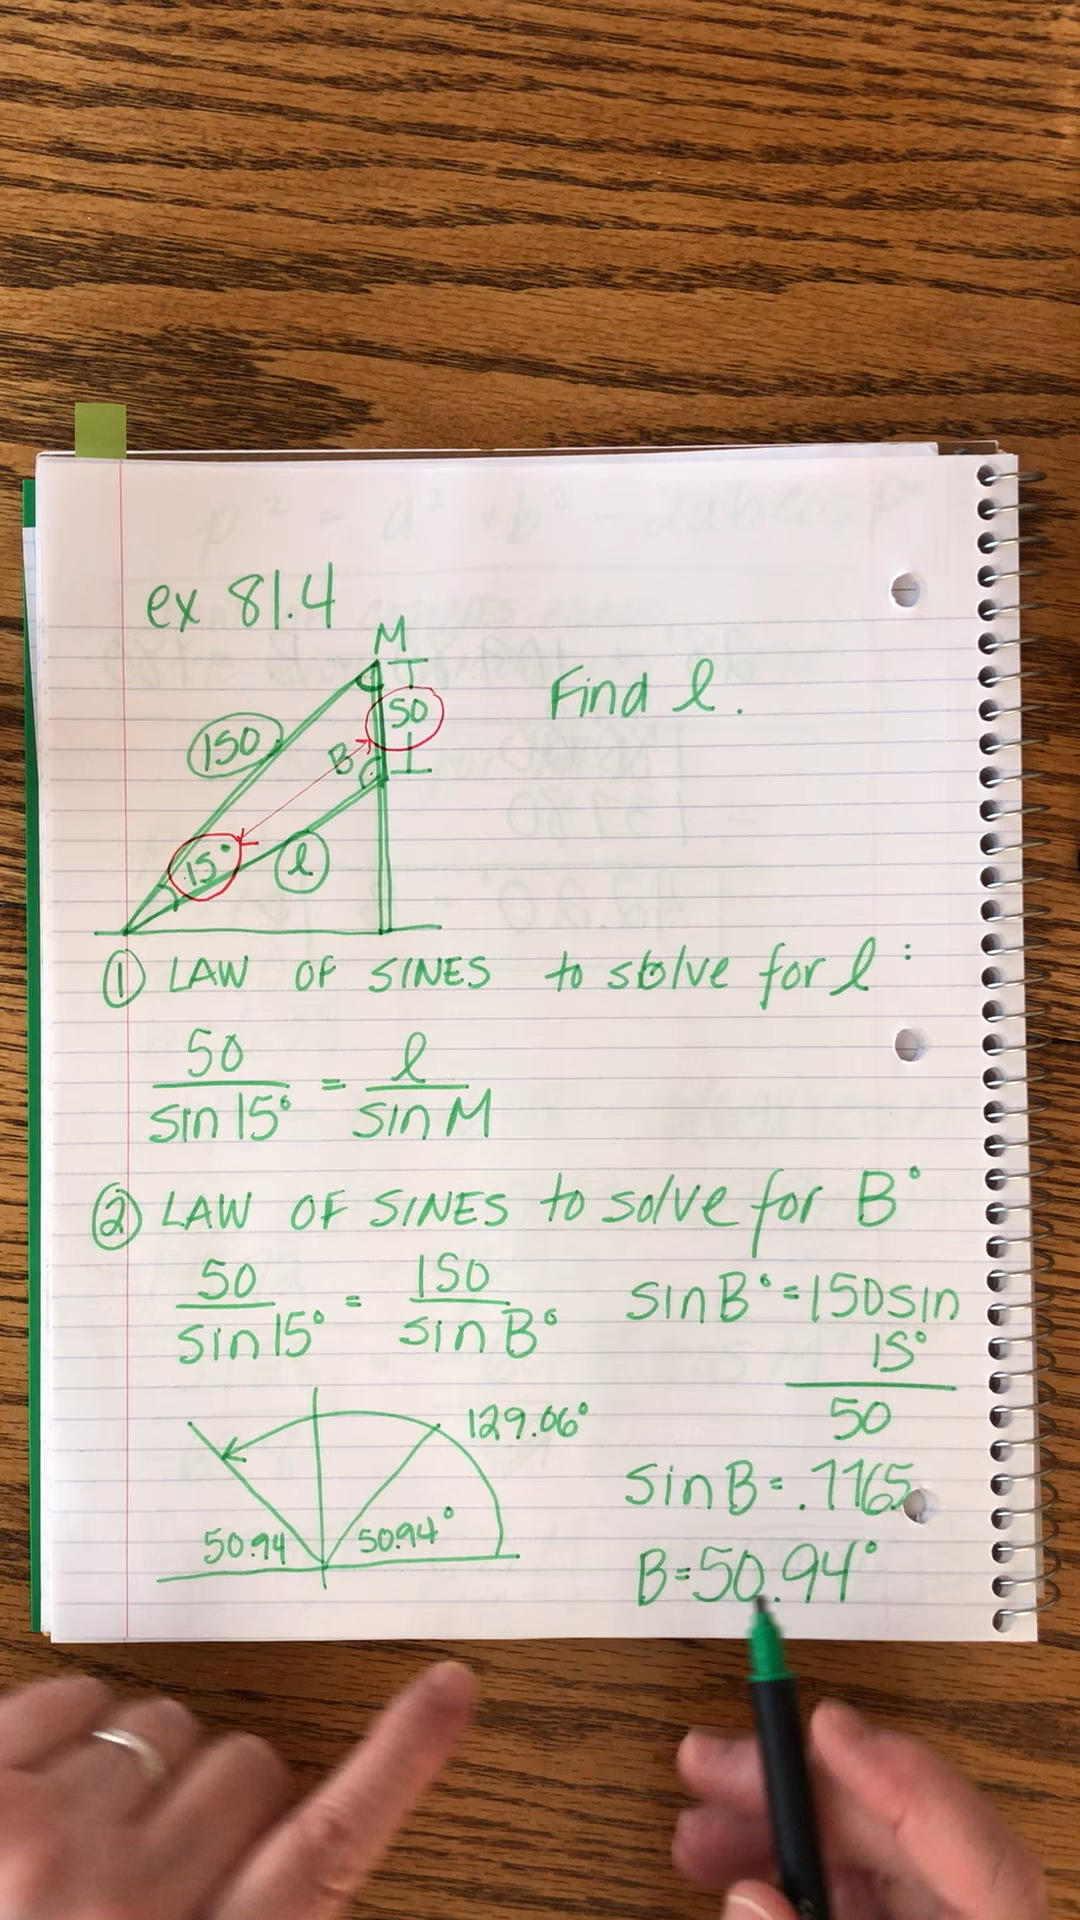 ex 81.4
M
150
50
Find l.
B
15°
l
① LAW OF SINES to solve for l :
50 / sin 15° = l / sin M
② LAW OF SINES to solve for B°
50 / sin 15° = 150 / sin B°
sin B° = 150 sin 15° / 50
129.06°
sin B = .7765
50.94
50.94°
B = 50.94°